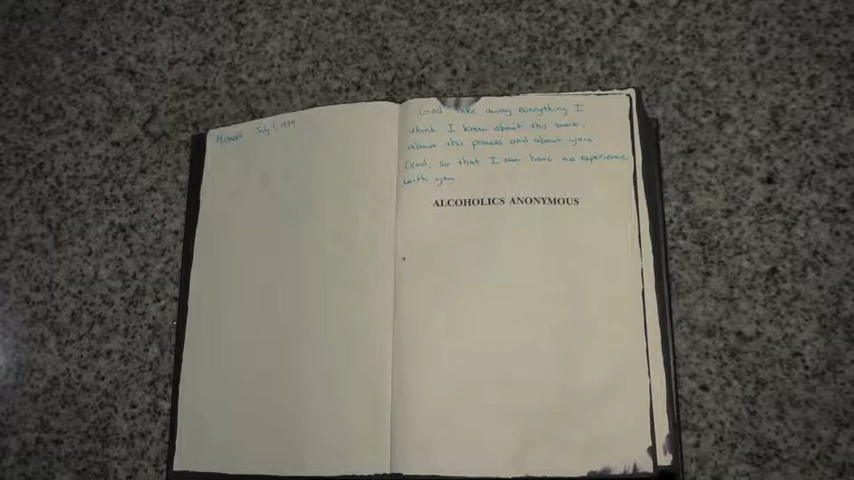 July 1, 1999
God take away everything I
think I know about this book,
about this process and about you
God, so that I can have an experience
with you
ALCOHOLICS ANONYMOUS